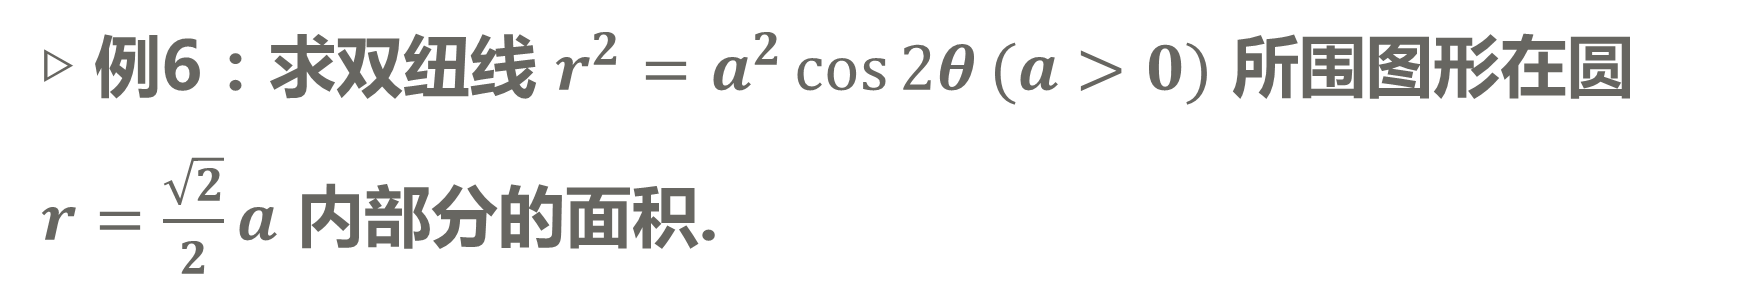 ▷ 例6：求双纽线 r² = a² cos 2θ (a > 0) 所围图形在圆
r = √2/2 a 内部分的面积.